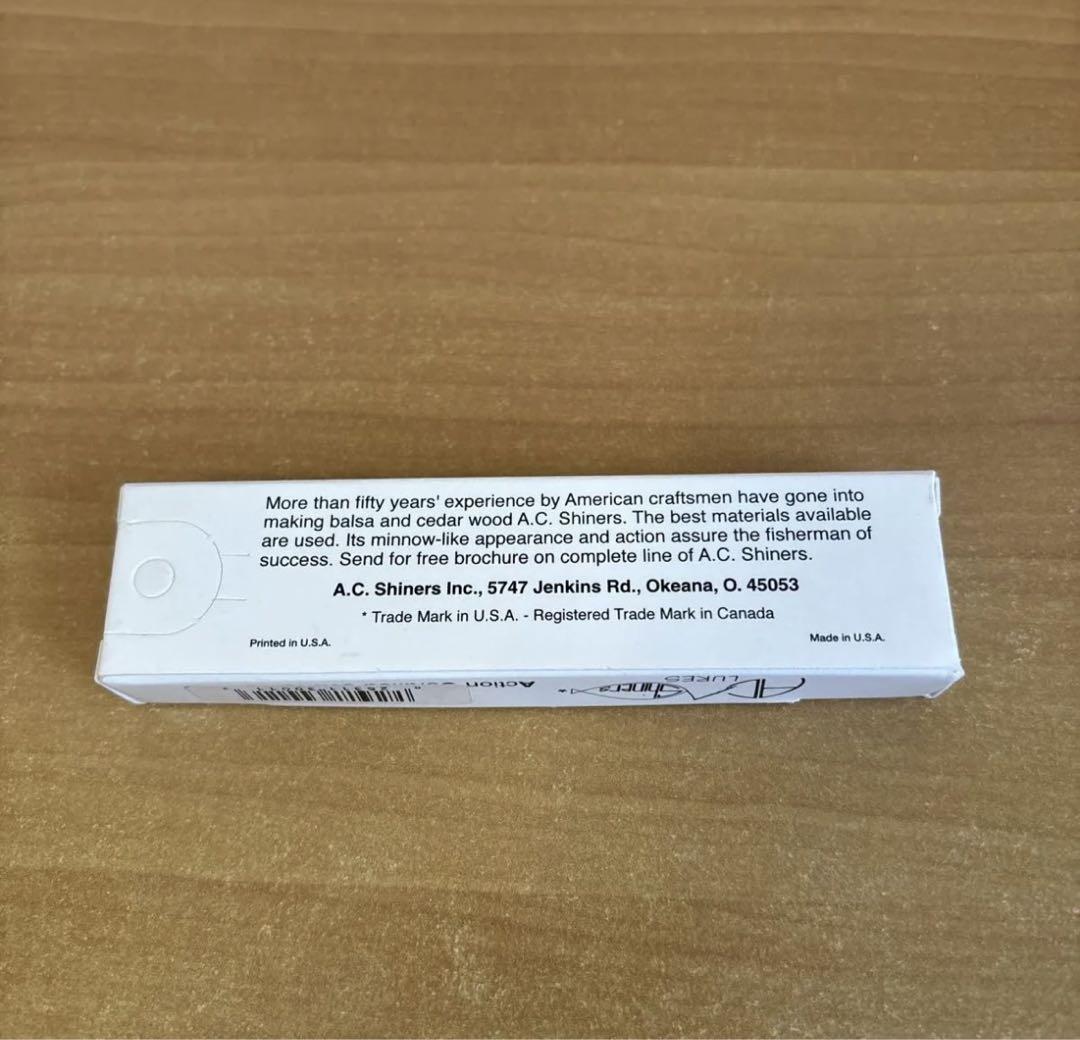 More than fifty years' experience by American craftsmen have gone into
making balsa and cedar wood A.C. Shiners. The best materials available
are used. Its minnow-like appearance and action assure the fisherman of
success. Send for free brochure on complete line of A.C. Shiners.
A.C. Shiners Inc., 5747 Jenkins Rd., Okeana, O. 45053
* Trade Mark in U.S.A. - Registered Trade Mark in Canada
Printed in U.S.A.
Made in U.S.A.
LUKES
AC Shiners *
Action